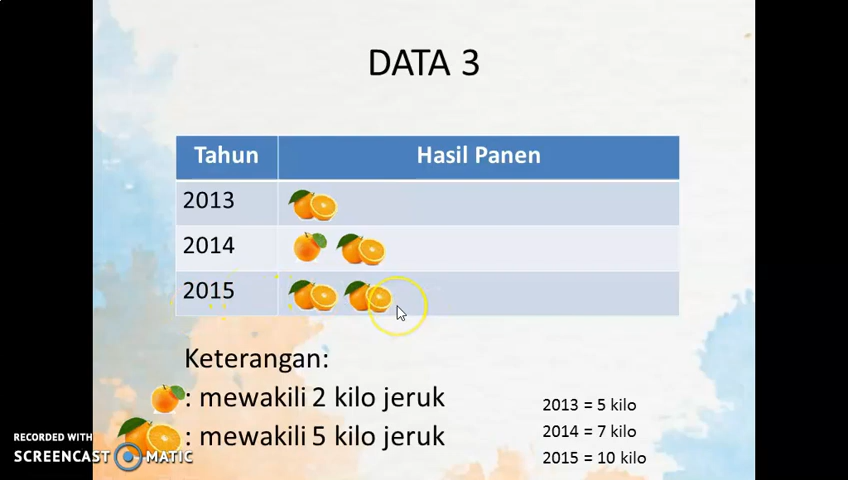 DATA 3
Tahun Hasil Panen
2013
2014
2015
Keterangan:
: mewakili 2 kilo jeruk
: mewakili 5 kilo jeruk
2013 = 5 kilo
2014 = 7 kilo
2015 = 10 kilo
RECORDED WITH
SCREENCAST MATIC